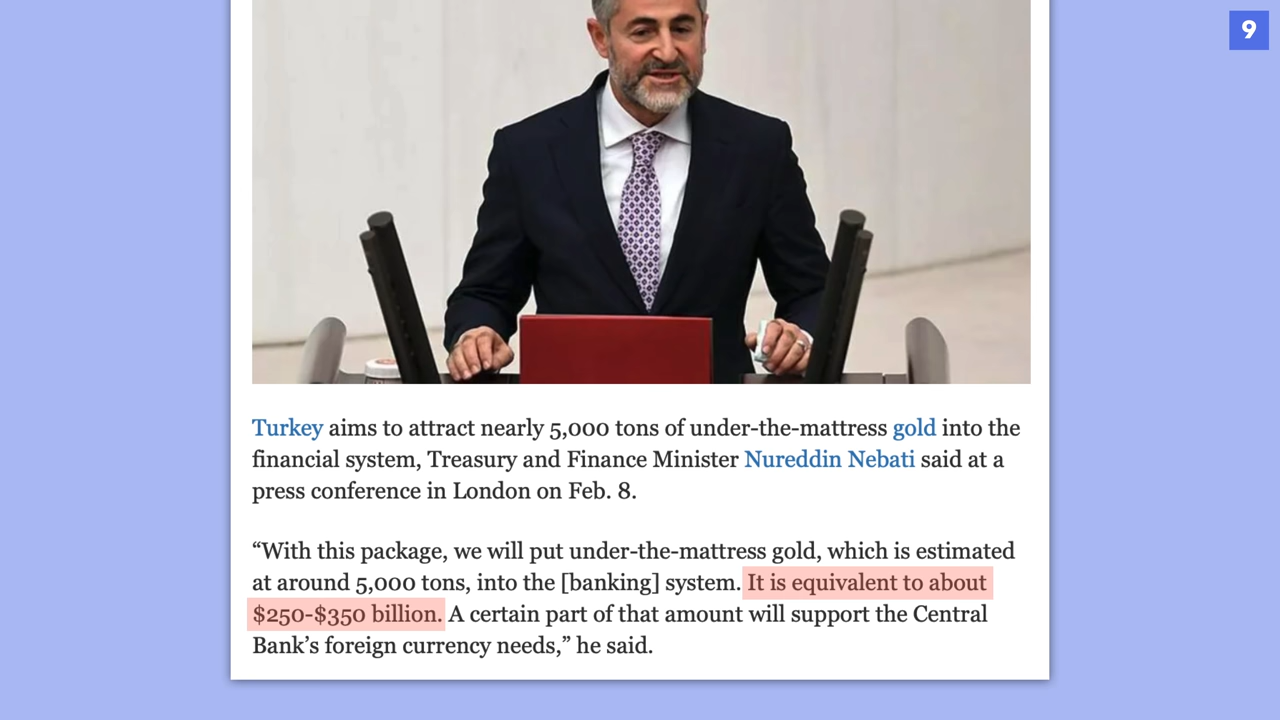 9
Turkey aims to attract nearly 5,000 tons of under-the-mattress gold into the
financial system, Treasury and Finance Minister Nureddin Nebati said at a
press conference in London on Feb. 8.
“With this package, we will put under-the-mattress gold, which is estimated
at around 5,000 tons, into the [banking] system. It is equivalent to about
$250-$350 billion. A certain part of that amount will support the Central
Bank’s foreign currency needs,” he said.